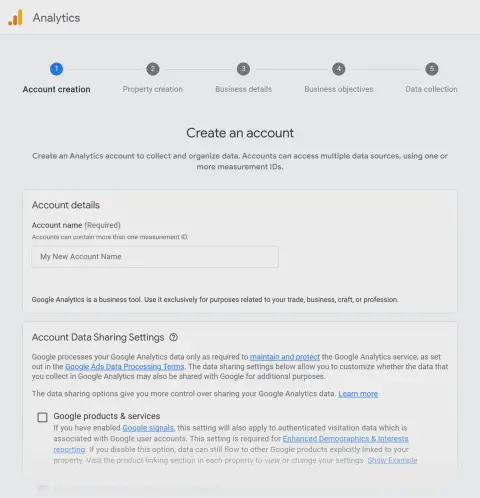 Analytics
1 2 3 4 5
Account creation Property creation Business details Business objectives Data collection
Create an account
Create an Analytics account to collect and organize data. Accounts can access multiple data sources, using one or
more measurement IDs.
Account details
Account name (Required)
Accounts can contain more than one measurement ID.
My New Account Name
Google Analytics is a business tool. Use it exclusively for purposes related to your trade, business, craft, or profession.
Account Data Sharing Settings ?
Google processes your Google Analytics data only as required to maintain and protect the Google Analytics service, as set
out in the Google Ads Data Processing Terms. The data sharing settings below allow you to customize whether the data that
you collect in Google Analytics may also be shared with Google for additional purposes.
The data sharing options give you more control over sharing your Google Analytics data. Learn more
Google products & services
If you have enabled Google signals, this setting will also apply to authenticated visitation data which is
associated with Google user accounts. This setting is required for Enhanced Demographics & Interests
reporting. If you disable this option, data can still flow to other Google products explicitly linked to your
property. Visit the product linking section in each property to view or change your settings. Show Example